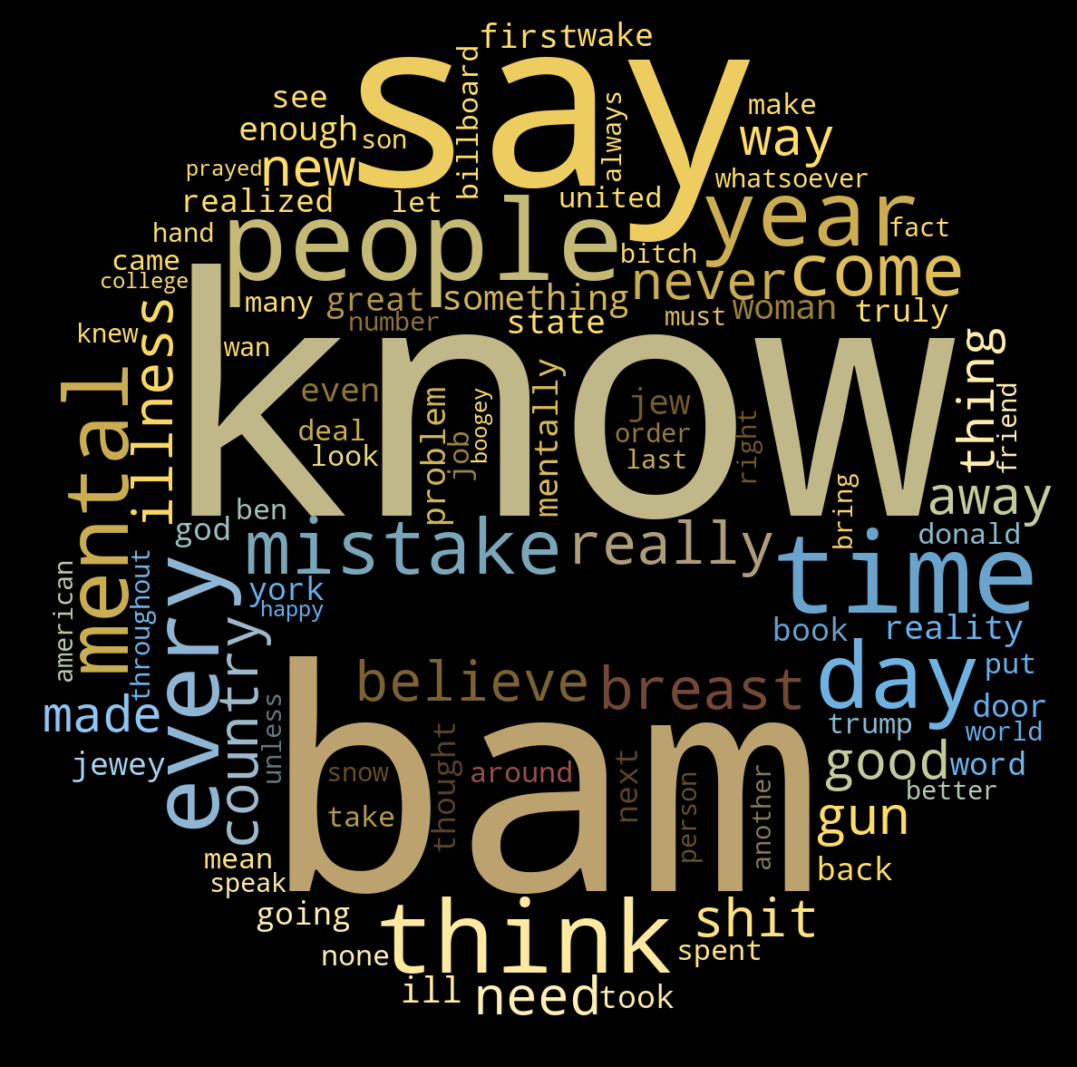 first
wake
say
billboard
always
see
make
enough
son
way
prayed
new
whatsoever
realized
let
united
year
hand
people
fact
bitch
came
never
come
college
many
great
something
woman
truly
number
state
must
knew
wan
know
illness
thing
friend
mental
even
problem
boogey
mentally
jew
deal
job
order
right
look
last
bring
away
god
ben
mistake
really
time
donald
american
throughout
every
york
happy
country
book
reality
believe
breast
day
put
made
unless
door
trump
world
jewey
bam
snow
thought
around
next
good
word
person
another
better
take
gun
mean
back
speak
going
think
shit
none
spent
ill
need
took